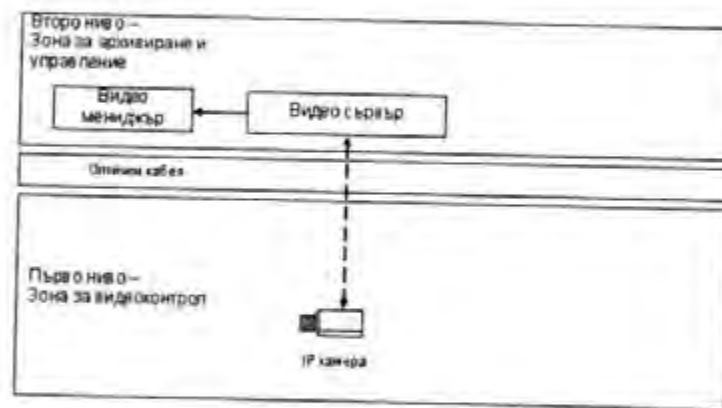 Второ ниво –
Зона за архивиране и
управление
Видео
мениджър
Видео сървър
Оптичен кабел
Първо ниво –
Зона за видеоконтрол
IP камера